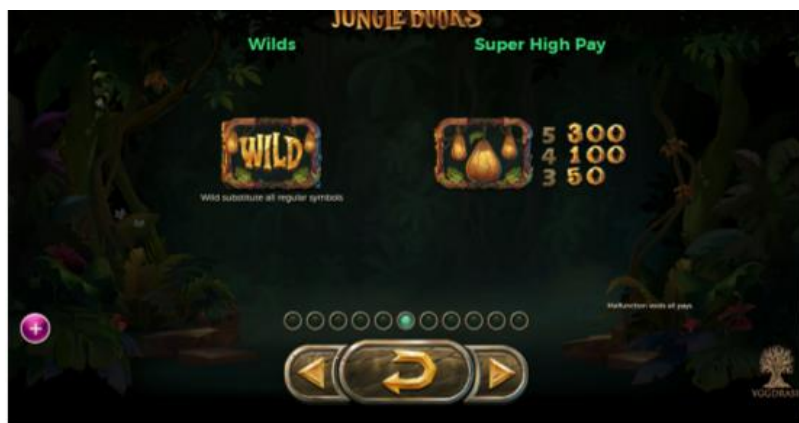 JUNGLE BOOKS
Wilds
Super High Pay
WILD
5 300
4 100
3 50
Wild substitute all regular symbols
Malfunction voids all pays
YGGDRASIL